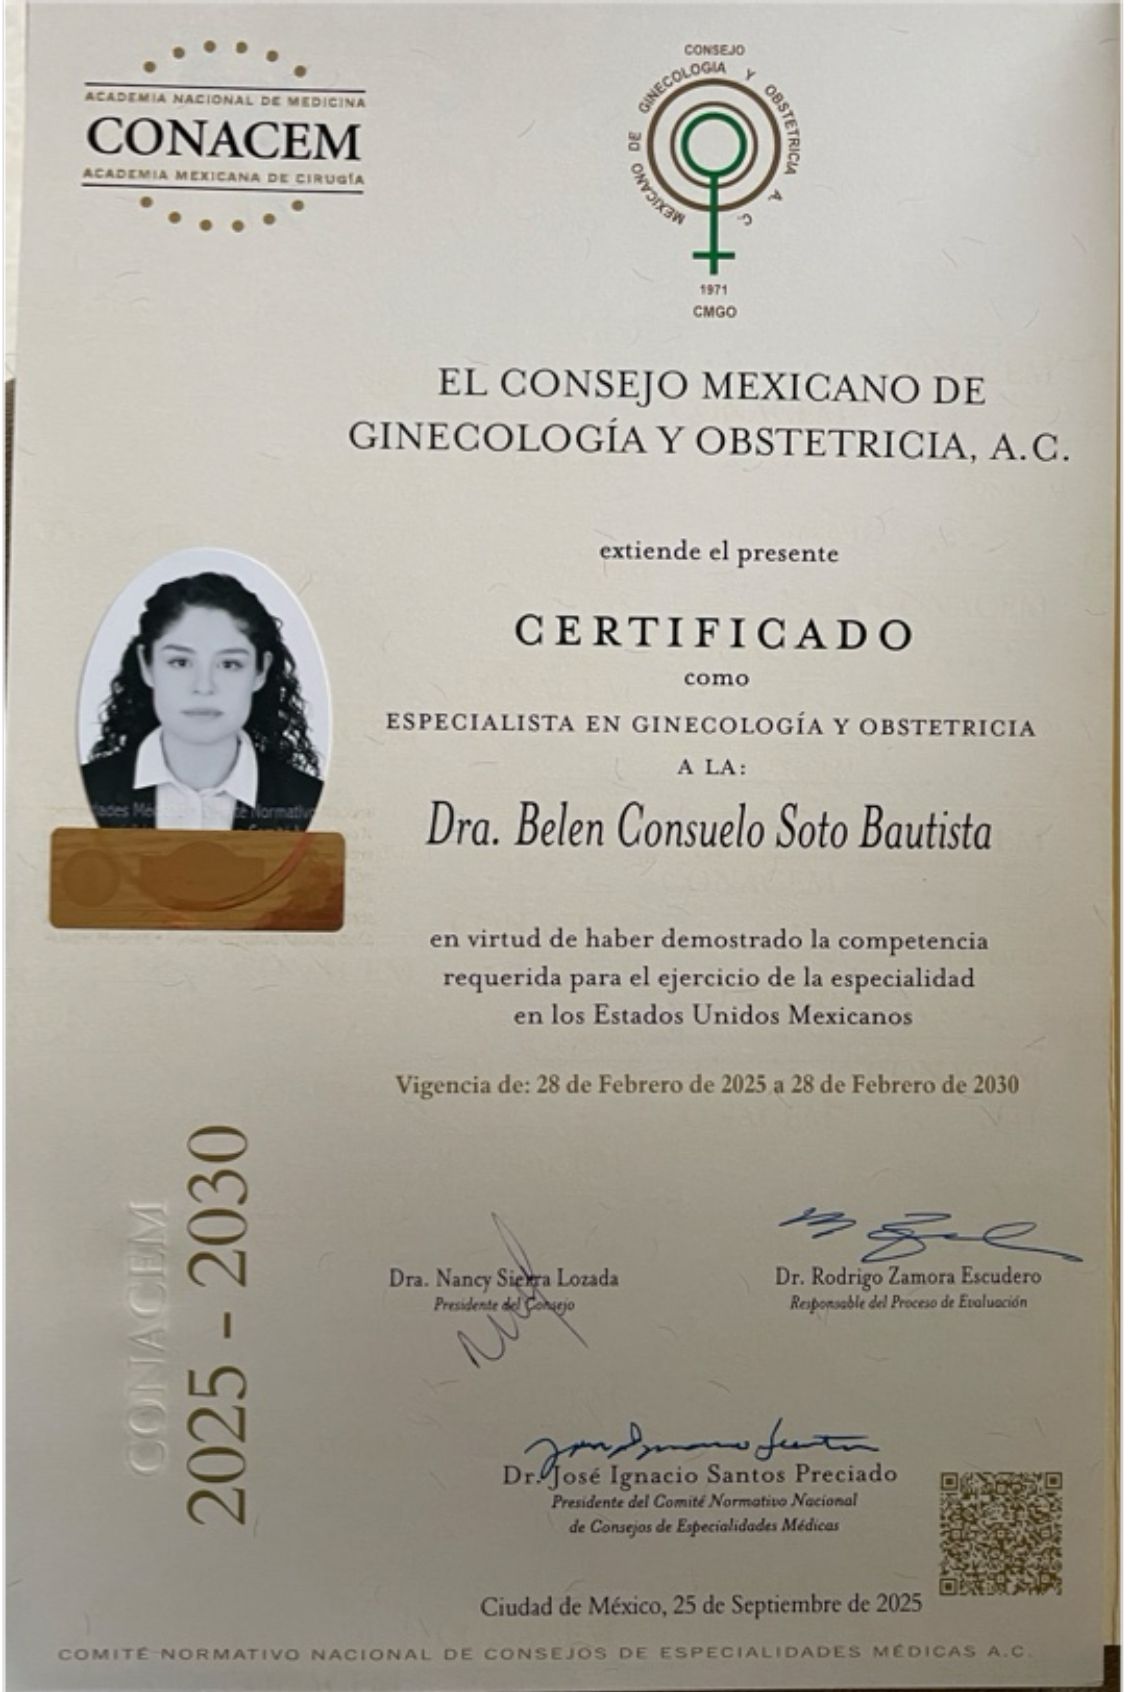 ACADEMIA NACIONAL DE MEDICINA
CONACEM
ACADEMIA MEXICANA DE CIRUGÍA
CONSEJO
MEXICANO DE GINECOLOGIA Y OBSTETRICIA A. C.
1971
CMGO
EL CONSEJO MEXICANO DE
GINECOLOGÍA Y OBSTETRICIA, A.C.
extiende el presente
CERTIFICADO
como
ESPECIALISTA EN GINECOLOGÍA Y OBSTETRICIA
A LA:
Dra. Belen Consuelo Soto Bautista
en virtud de haber demostrado la competencia
requerida para el ejercicio de la especialidad
en los Estados Unidos Mexicanos
Vigencia de: 28 de Febrero de 2025 a 28 de Febrero de 2030
CONACEM
2025 - 2030
Dra. Nancy Sierra Lozada
Presidente del Consejo
Dr. Rodrigo Zamora Escudero
Responsable del Proceso de Evaluación
Dr. José Ignacio Santos Preciado
Presidente del Comité Normativo Nacional
de Consejos de Especialidades Médicas
Ciudad de México, 25 de Septiembre de 2025
COMITÉ NORMATIVO NACIONAL DE CONSEJOS DE ESPECIALIDADES MÉDICAS A.C.